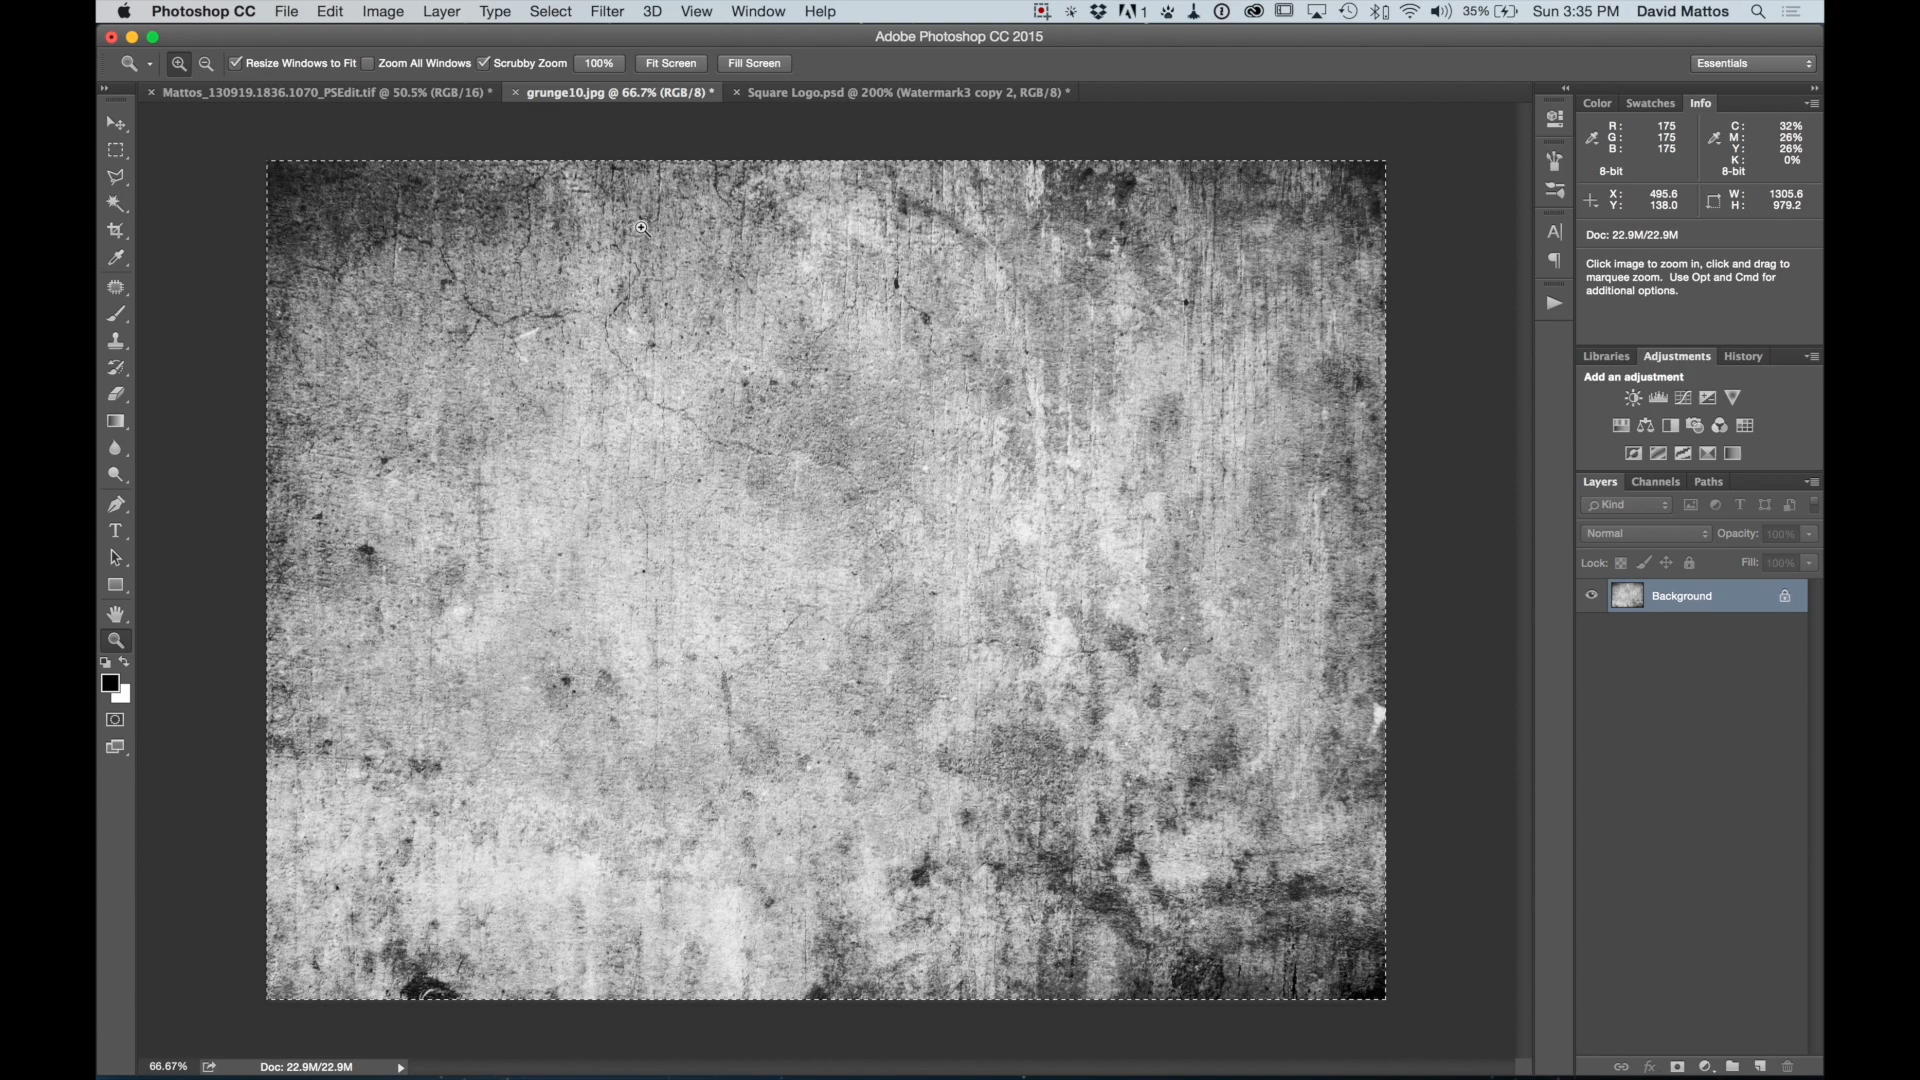 Photoshop CC File Edit Image Layer Type Select Filter 3D View Window Help 1 35% Sun 3:35 PM David Mattos
Adobe Photoshop CC 2015
Resize Windows to Fit Zoom All Windows Scrubby Zoom 100% Fit Screen Fill Screen Essentials
Mattos_130919.1836.1070_PSEdit.tif @ 50.5% (RGB/16) * grunge10.jpg @ 66.7% (RGB/8) * Square Logo.psd @ 200% (Watermark3 copy 2, RGB/8) *
Color Swatches Info
R: 175 C: 32%
G: 175 M: 26%
B: 175 Y: 26%
K: 0%
8-bit 8-bit
X: 495.6 W: 1305.6
Y: 138.0 H: 979.2
Doc: 22.9M/22.9M
Click image to zoom in, click and drag to
marquee zoom. Use Opt and Cmd for
additional options.
Libraries Adjustments History
Add an adjustment
Layers Channels Paths
Kind
Normal Opacity: 100%
Lock: Fill: 100%
Background
66.67% Doc: 22.9M/22.9M